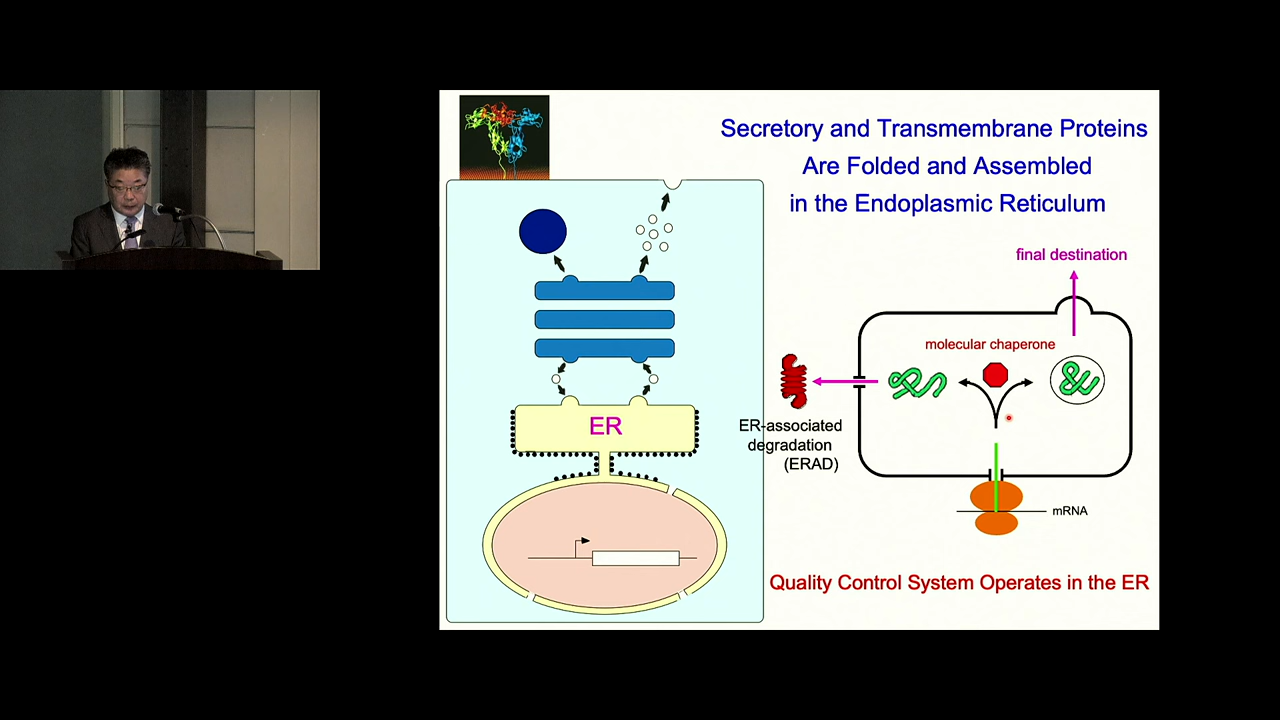 Secretory and Transmembrane Proteins
Are Folded and Assembled
in the Endoplasmic Reticulum
final destination
molecular chaperone
ER-associated
degradation
(ERAD)
ER
mRNA
Quality Control System Operates in the ER